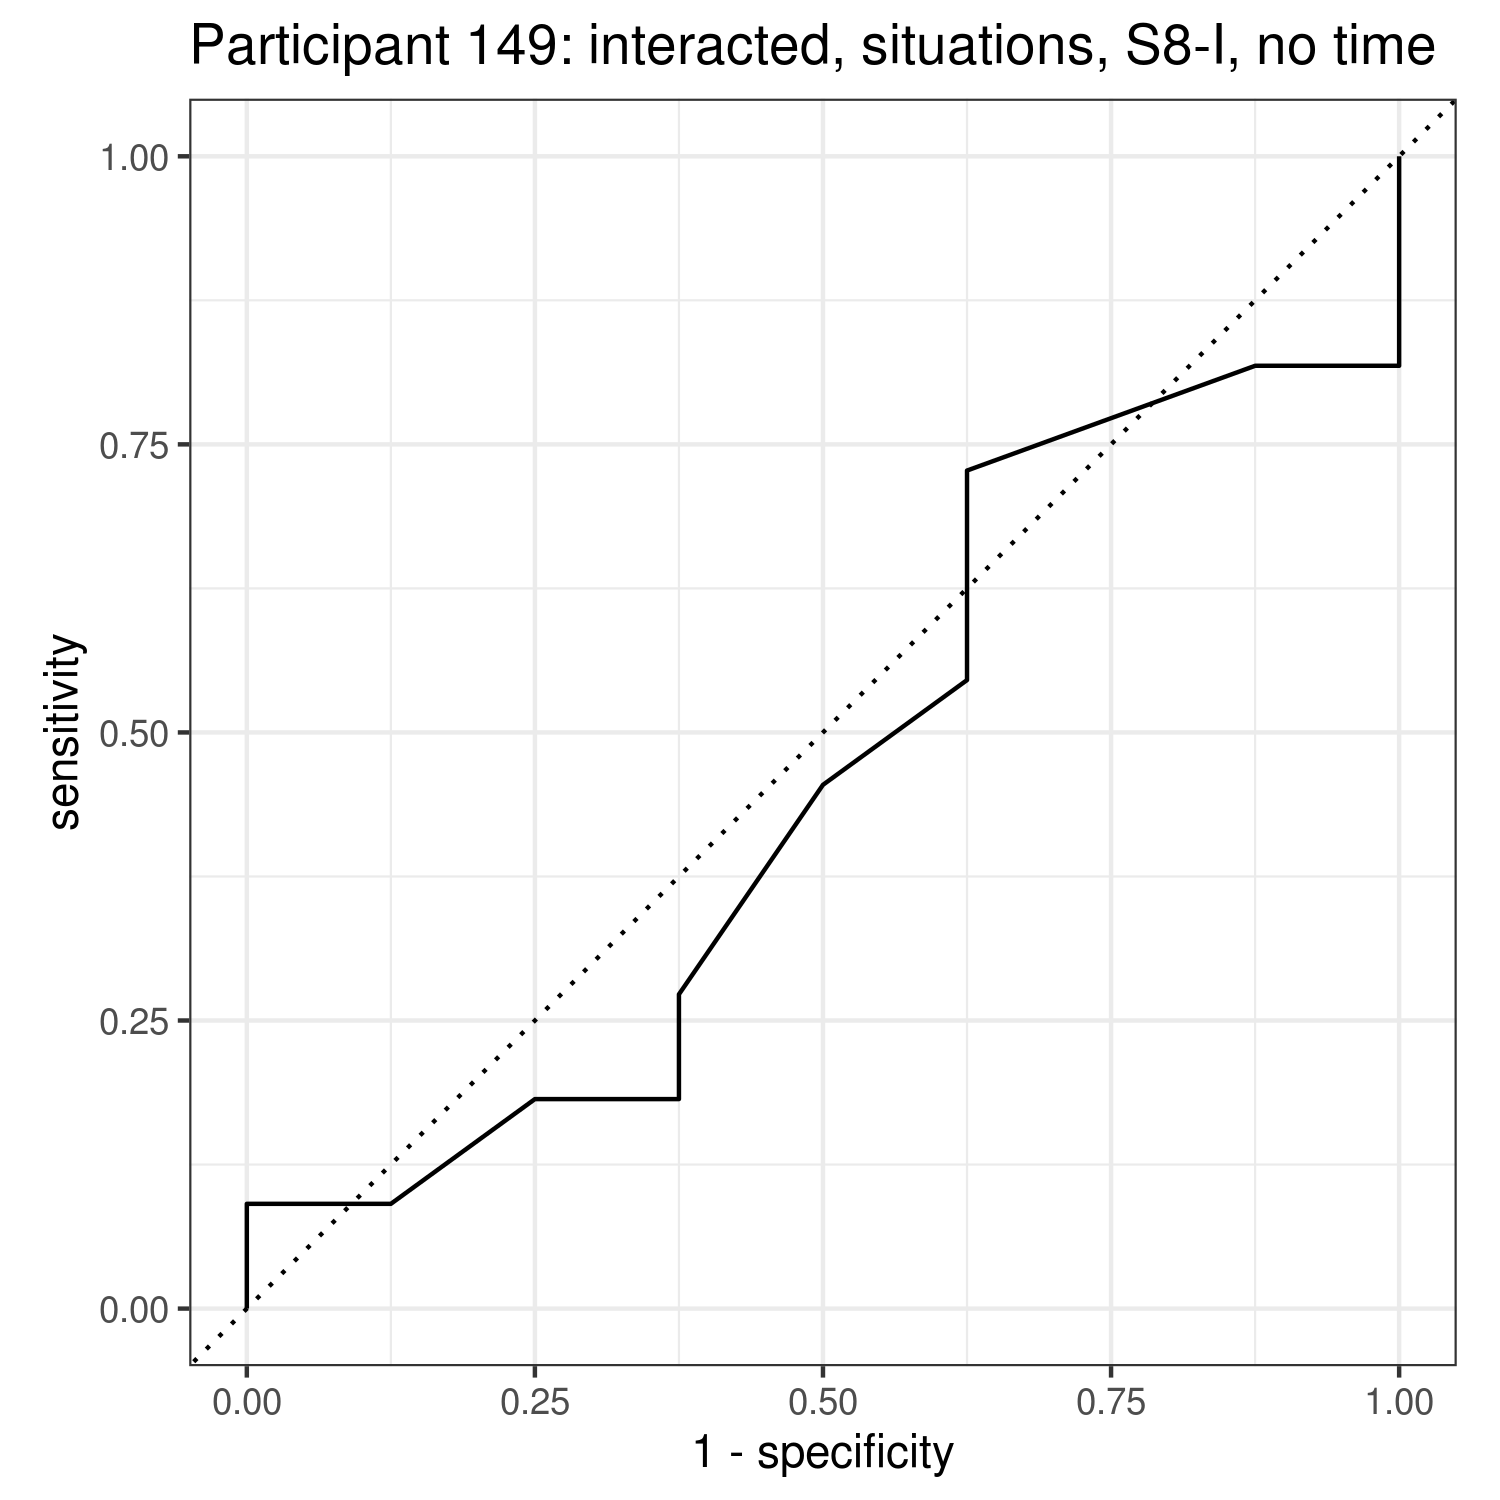 Participant 149: interacted, situations, S8-I, no time
sensitivity
1.00
0.75
0.50
0.25
0.00
0.00 0.25 0.50 0.75 1.00
1 - specificity